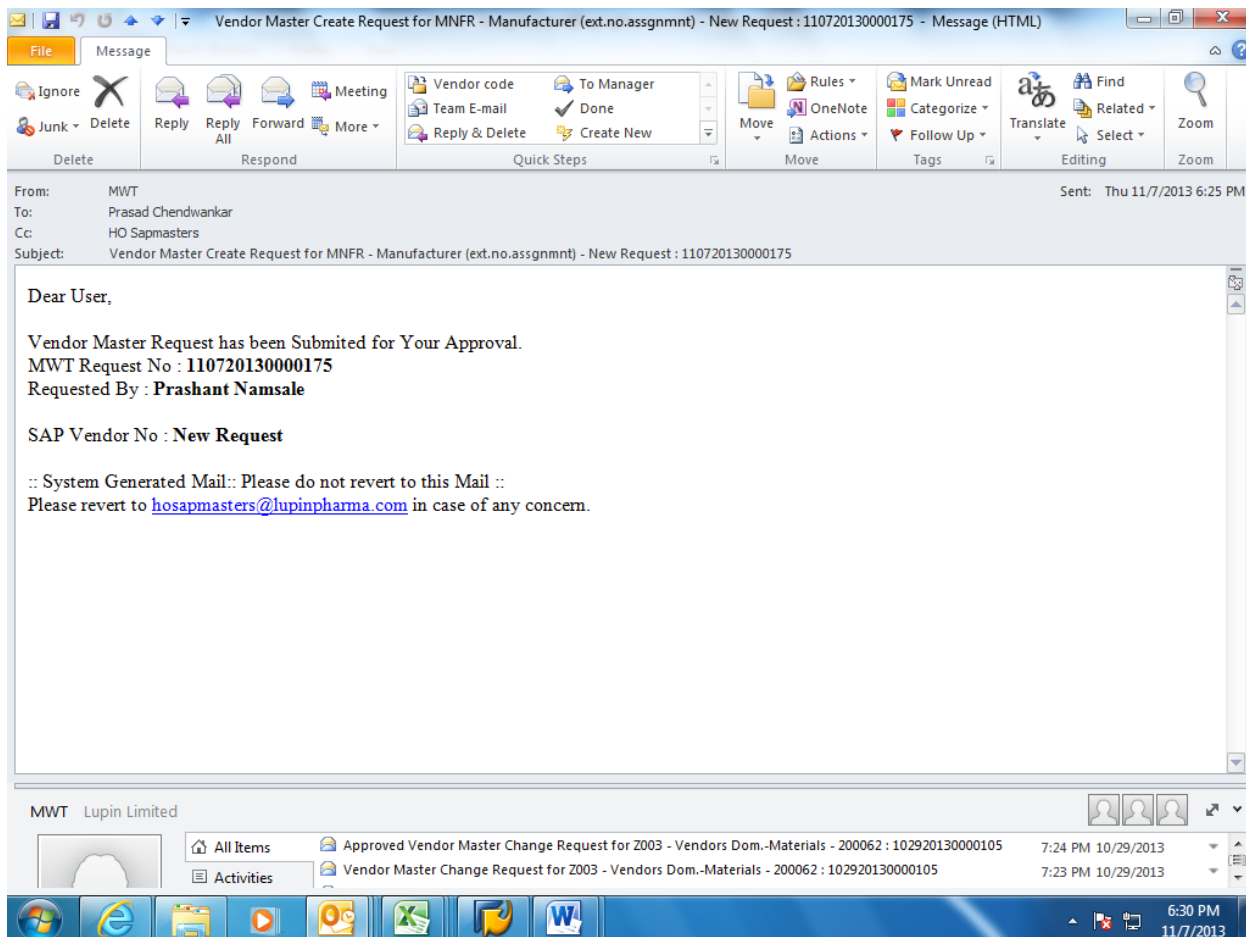 Vendor Master Create Request for MNFR - Manufacturer (ext.no.assgnmnt) - New Request : 110720130000175 - Message (HTML)
File Message
Ignore
Junk
Delete
Reply
Reply All
Forward
Meeting
More
Vendor code
To Manager
Team E-mail
Done
Reply & Delete
Create New
Move
Rules
OneNote
Actions
Mark Unread
Categorize
Follow Up
Translate
Find
Related
Select
Zoom
Delete Respond Quick Steps Move Tags Editing Zoom
From: MWT Sent: Thu 11/7/2013 6:25 PM
To: Prasad Chendwankar
Cc: HO Sapmasters
Subject: Vendor Master Create Request for MNFR - Manufacturer (ext.no.assgnmnt) - New Request : 110720130000175
Dear User,
Vendor Master Request has been Submited for Your Approval.
MWT Request No : 110720130000175
Requested By : Prashant Namsale
SAP Vendor No : New Request
:: System Generated Mail:: Please do not revert to this Mail ::
Please revert to hosapmasters@lupinpharma.com in case of any concern.
MWT Lupin Limited
All Items Approved Vendor Master Change Request for Z003 - Vendors Dom.-Materials - 200062 : 102920130000105 7:24 PM 10/29/2013
Activities Vendor Master Change Request for Z003 - Vendors Dom.-Materials - 200062 : 102920130000105 7:23 PM 10/29/2013
6:30 PM
11/7/2013